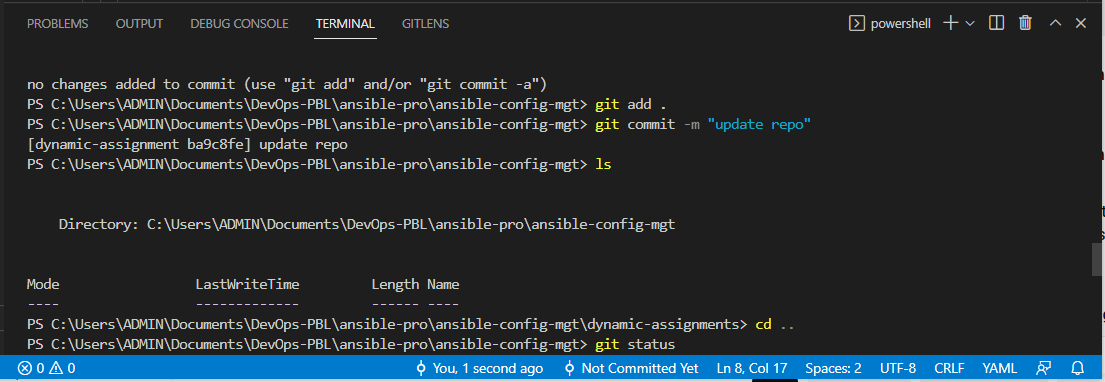 PROBLEMS OUTPUT DEBUG CONSOLE TERMINAL GITLENS powershell
no changes added to commit (use "git add" and/or "git commit -a")
PS C:\Users\ADMIN\Documents\DevOps-PBL\ansible-pro\ansible-config-mgt> git add .
PS C:\Users\ADMIN\Documents\DevOps-PBL\ansible-pro\ansible-config-mgt> git commit -m "update repo"
[dynamic-assignment ba9c8fe] update repo
PS C:\Users\ADMIN\Documents\DevOps-PBL\ansible-pro\ansible-config-mgt> ls
Directory: C:\Users\ADMIN\Documents\DevOps-PBL\ansible-pro\ansible-config-mgt
Mode LastWriteTime Length Name
---- ------------- ------ ----
PS C:\Users\ADMIN\Documents\DevOps-PBL\ansible-pro\ansible-config-mgt\dynamic-assignments> cd ..
PS C:\Users\ADMIN\Documents\DevOps-PBL\ansible-pro\ansible-config-mgt> git status
0 0 You, 1 second ago Not Committed Yet Ln 8, Col 17 Spaces: 2 UTF-8 CRLF YAML